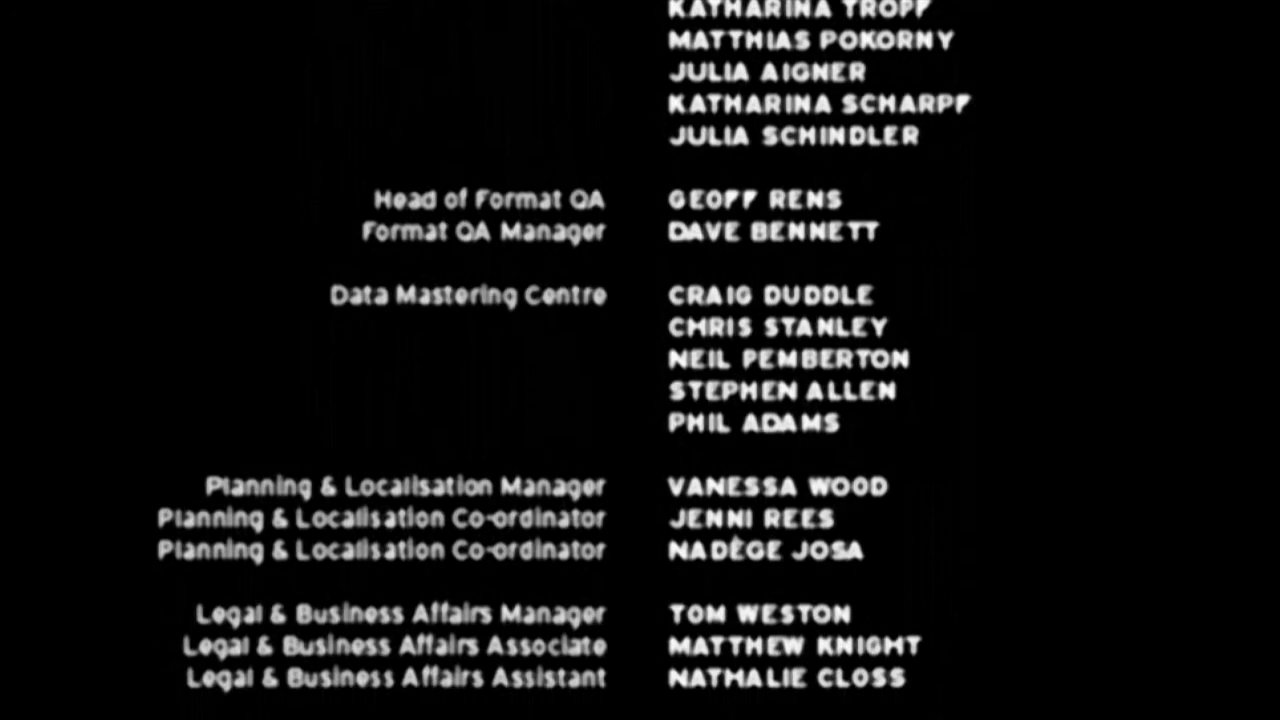 KATHARINA TROPF
MATTHIAS POKORNY
JULIA AIGNER
KATHARINA SCHARPF
JULIA SCHINDLER
Head of Format QA GEOFF RENS
Format QA Manager DAVE BENNETT
Data Mastering Centre CRAIG DUDDLE
CHRIS STANLEY
NEIL PEMBERTON
STEPHEN ALLEN
PHIL ADAMS
Planning & Localisation Manager VANESSA WOOD
Planning & Localisation Co-ordinator JENNI REES
Planning & Localisation Co-ordinator NADÈGE JOSA
Legal & Business Affairs Manager TOM WESTON
Legal & Business Affairs Associate MATTHEW KNIGHT
Legal & Business Affairs Assistant NATHALIE CLOSS